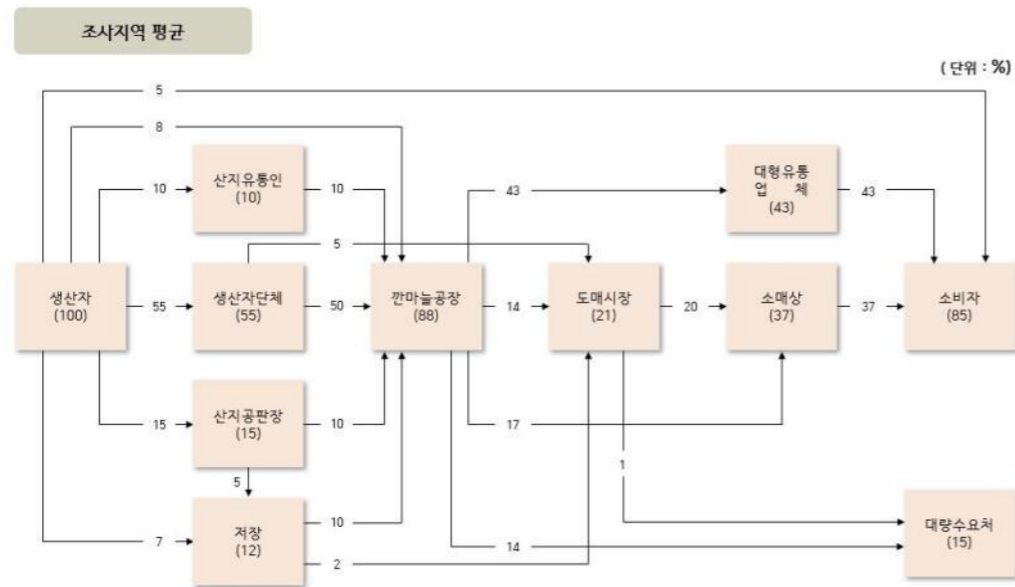 조사지역 평균
( 단위 : %)
5
8
10
산지유통인
(10)
10
43
대형유통
업 체
(43)
43
5
생산자
(100)
55
생산자단체
(55)
50
깐마늘공장
(88)
14
도매시장
(21)
20
소매상
(37)
37
소비자
(85)
15
산지공판장
(15)
10
17
5
1
7
저장
(12)
10
2
14
대량수요처
(15)